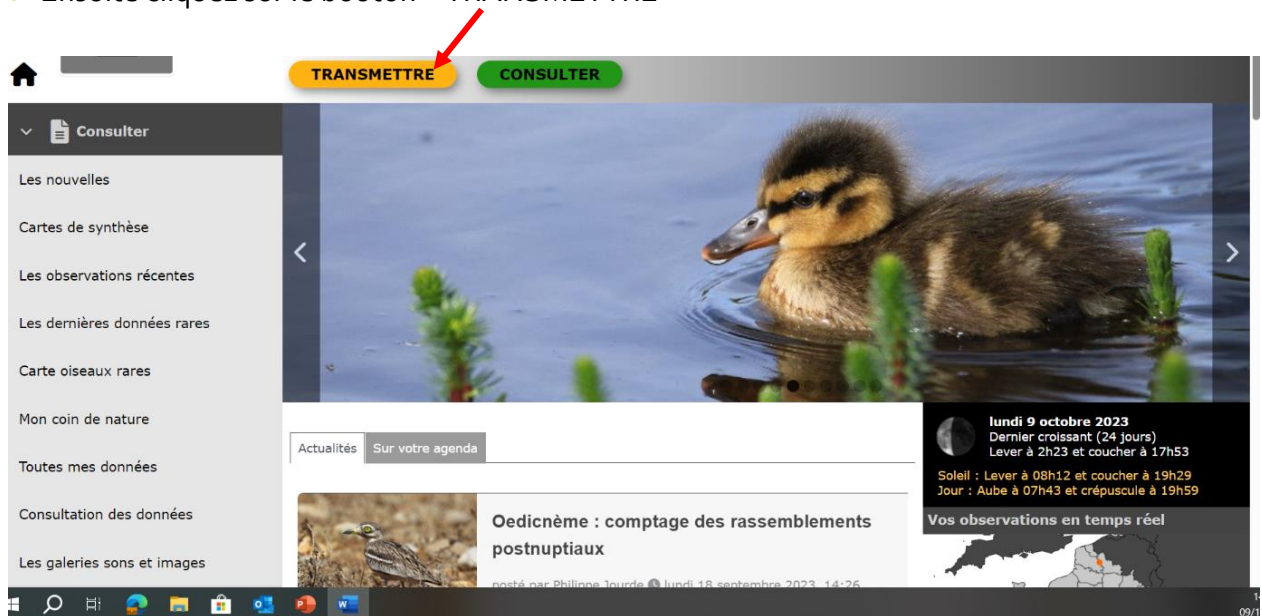 TRANSMETTRE
CONSULTER
Consulter
Les nouvelles
Cartes de synthèse
Les observations récentes
Les dernières données rares
Carte oiseaux rares
Mon coin de nature
Toutes mes données
Consultation des données
Les galeries sons et images
Actualités
Sur votre agenda
Oedicnème : comptage des rassemblements
postnuptiaux
posté par Philippe Jourde lundi 18 septembre 2023, 14:26
lundi 9 octobre 2023
Dernier croissant (24 jours)
Lever à 2h23 et coucher à 17h53
Soleil : Lever à 08h12 et coucher à 19h29
Jour : Aube à 07h43 et crépuscule à 19h59
Vos observations en temps réel